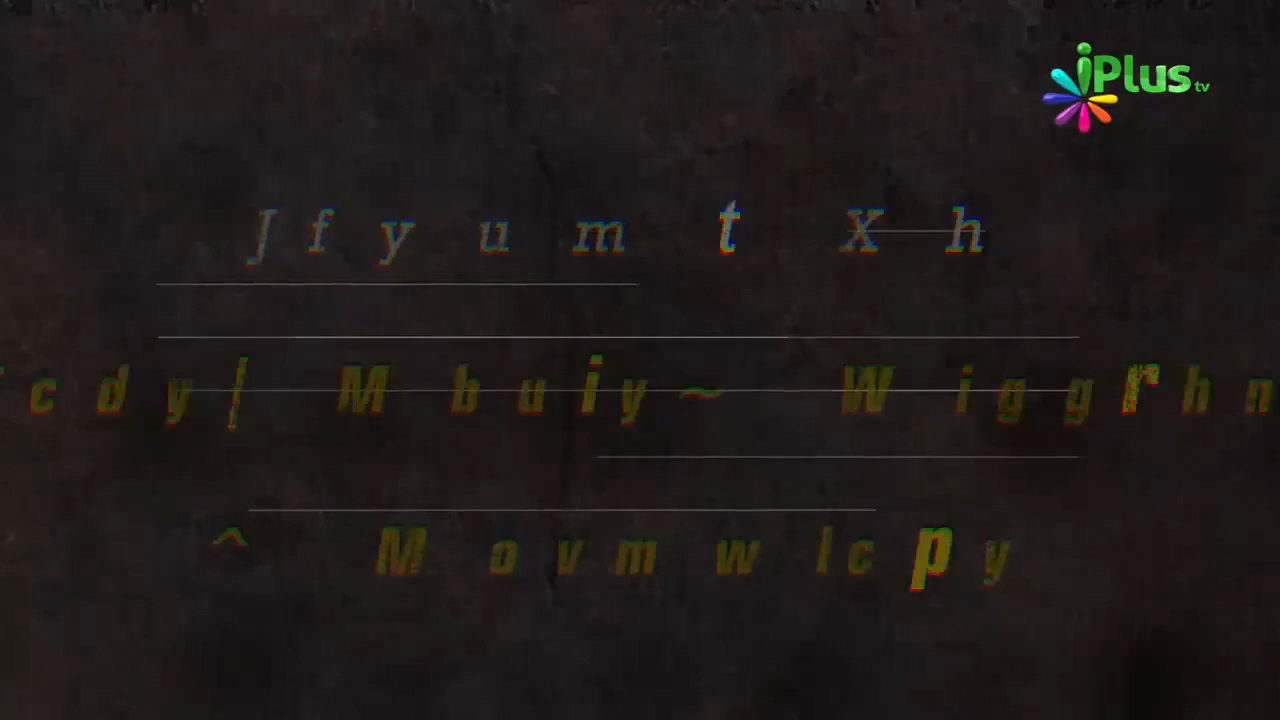 iPlus tv
J f y u m t X h
c d y | M b u i y ~ W i g g r h n
^ M o v m w l c p y